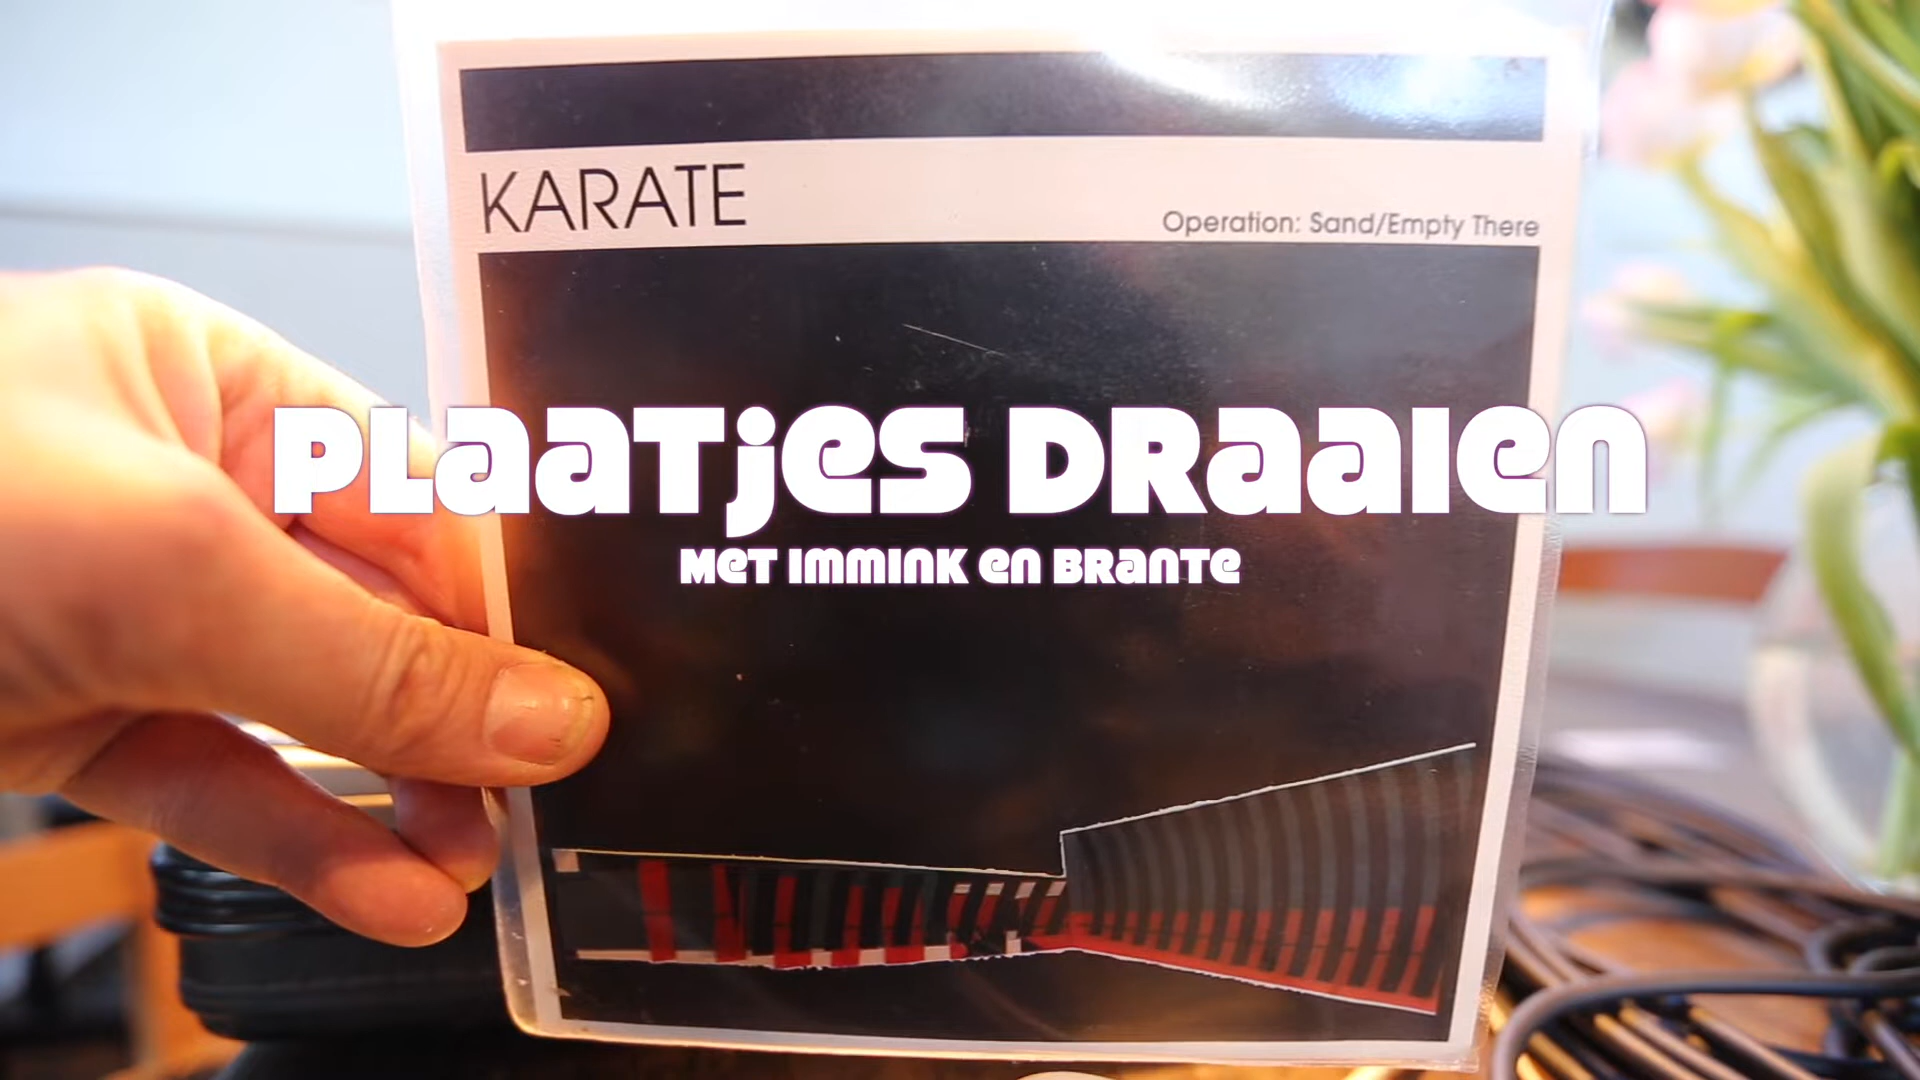 KARATE
Operation: Sand/Empty There
PLaaTjes DRaaIen
MeT Immink en BRanTe